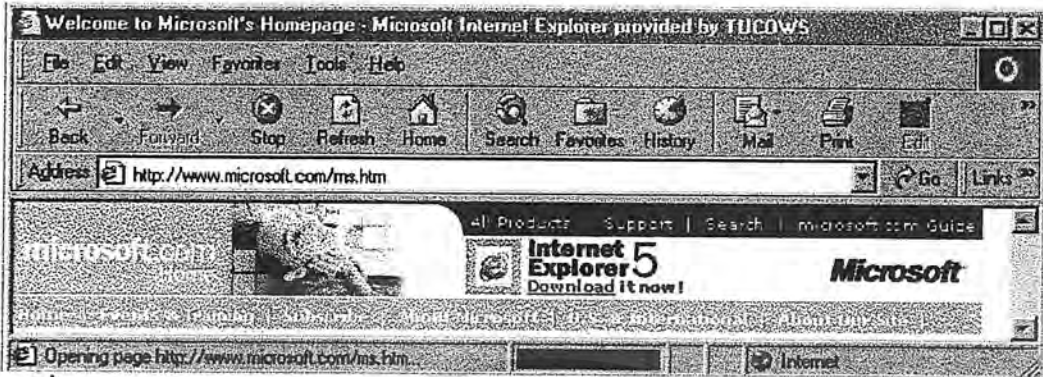 Welcome to Microsoft's Homepage - Microsoft Internet Explorer provided by TUCOWS
File Edit View Favorites Tools Help
Back Forward Stop Refresh Home Search Favorites History Mail Print Edit
Address http://www.microsoft.com/ms.htm Go Links
All Products Support | Search | microsoft.com Guide
microsoft.com
Internet
Explorer 5
Download it now!
Microsoft
Home | Events & Training | Subscribe | About Microsoft | U.S. & International | About Our Site |
Opening page http://www.microsoft.com/ms.htm... Internet